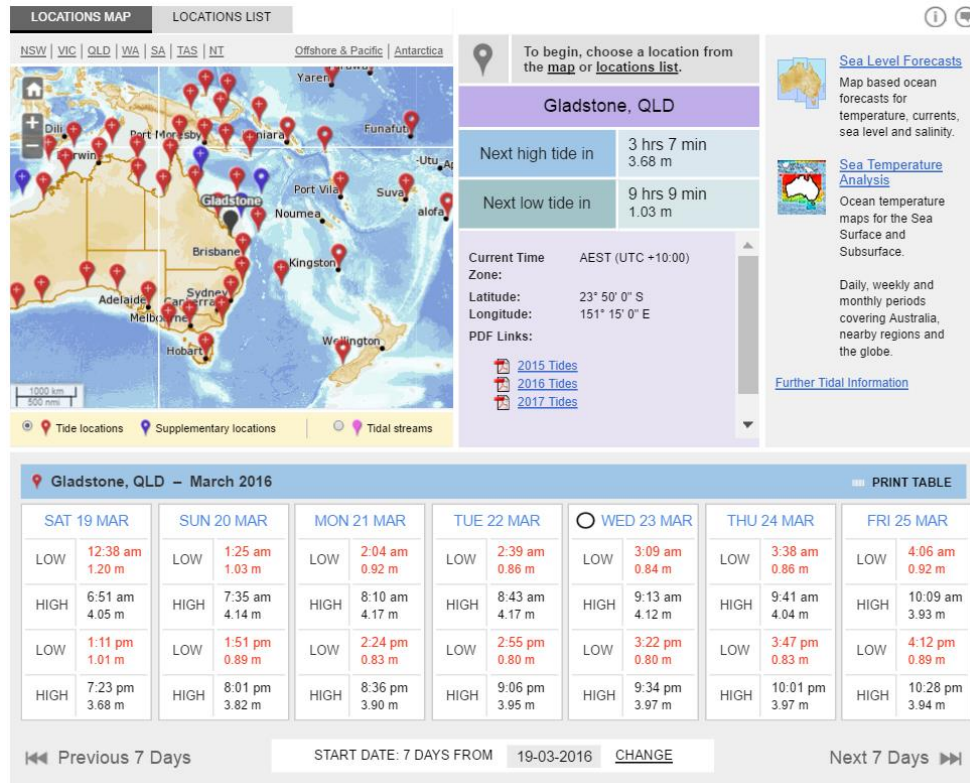 LOCATIONS MAP
LOCATIONS LIST
NSW | VIC | QLD | WA | SA | TAS | NT
Offshore & Pacific | Antarctica
Yaren
Dili
Port Moresby
Honiara
Funafuti
Darwin
Port Vila
Suva
Gladstone
Noumea
Brisbane
Kingston
Adelaide
Sydney
Canberra
Melbourne
Wellington
Hobart
1000 km
500 nmi
Tide locations
Supplementary locations
Tidal streams
To begin, choose a location from
the map or locations list.
Gladstone, QLD
Next high tide in
3 hrs 7 min
3.68 m
Next low tide in
9 hrs 9 min
1.03 m
Current Time
Zone:
AEST (UTC +10:00)
Latitude: 23° 50' 0" S
Longitude: 151° 15' 0" E
PDF Links:
2015 Tides
2016 Tides
2017 Tides
Sea Level Forecasts
Map based ocean
forecasts for
temperature, currents,
sea level and salinity.
Sea Temperature
Analysis
Ocean temperature
maps for the Sea
Surface and
Subsurface.
Daily, weekly and
monthly periods
covering Australia,
nearby regions and
the globe.
Further Tidal Information
Gladstone, QLD – March 2016
PRINT TABLE
SAT 19 MAR
LOW 12:38 am
1.20 m
HIGH 6:51 am
4.05 m
LOW 1:11 pm
1.01 m
HIGH 7:23 pm
3.68 m
SUN 20 MAR
LOW 1:25 am
1.03 m
HIGH 7:35 am
4.14 m
LOW 1:51 pm
0.89 m
HIGH 8:01 pm
3.82 m
MON 21 MAR
LOW 2:04 am
0.92 m
HIGH 8:10 am
4.17 m
LOW 2:24 pm
0.83 m
HIGH 8:36 pm
3.90 m
TUE 22 MAR
LOW 2:39 am
0.86 m
HIGH 8:43 am
4.17 m
LOW 2:55 pm
0.80 m
HIGH 9:06 pm
3.95 m
WED 23 MAR
LOW 3:09 am
0.84 m
HIGH 9:13 am
4.12 m
LOW 3:22 pm
0.80 m
HIGH 9:34 pm
3.97 m
THU 24 MAR
LOW 3:38 am
0.86 m
HIGH 9:41 am
4.04 m
LOW 3:47 pm
0.83 m
HIGH 10:01 pm
3.97 m
FRI 25 MAR
LOW 4:06 am
0.92 m
HIGH 10:09 am
3.93 m
LOW 4:12 pm
0.89 m
HIGH 10:28 pm
3.94 m
Previous 7 Days
START DATE: 7 DAYS FROM 19-03-2016 CHANGE
Next 7 Days